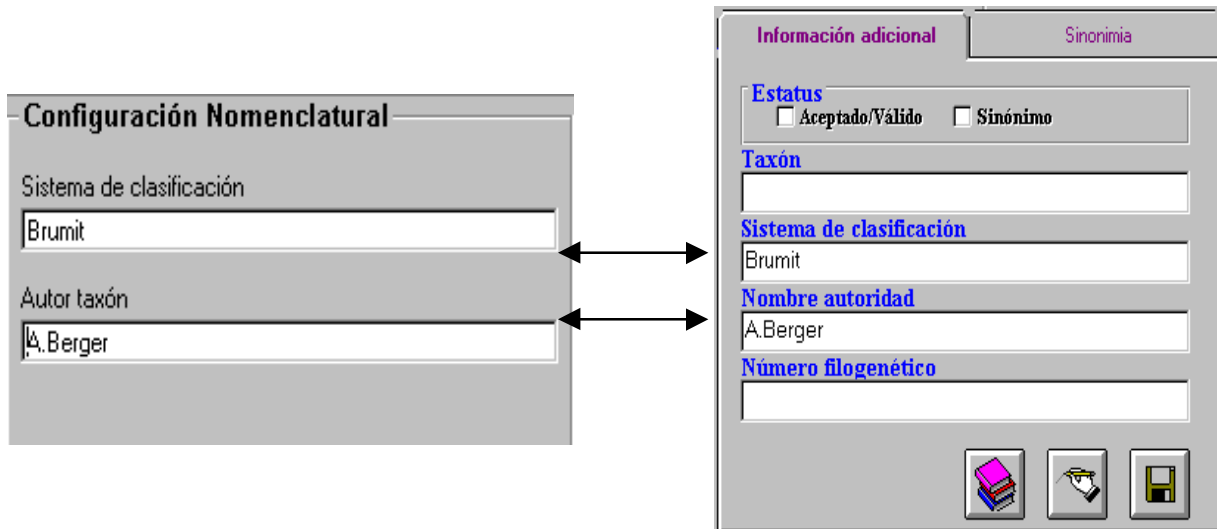 Configuración Nomenclatural
Sistema de clasificación
Brumit
Autor taxón
A.Berger
Información adicional
Sinonimia
Estatus
Aceptado/Válido
Sinónimo
Taxón
Sistema de clasificación
Brumit
Nombre autoridad
A.Berger
Número filogenético